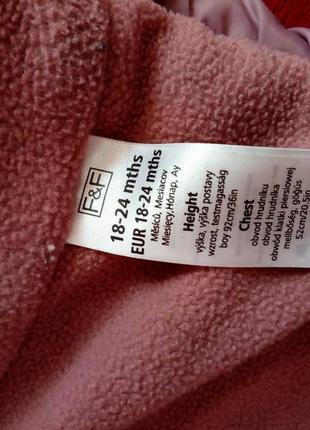 F&F
18-24 mths
EUR 18-24 mths
Měsíců, Mesiacov
Miesięcy, Hónap, Ay
Height
výška, výška postavy
wzrost, testmagasság
boy 92cm/36in
Chest
obvod hrudníku
obvod hrudníka
obwód klatki piersiowej
mellbőség, göğüs
52cm/20.5in